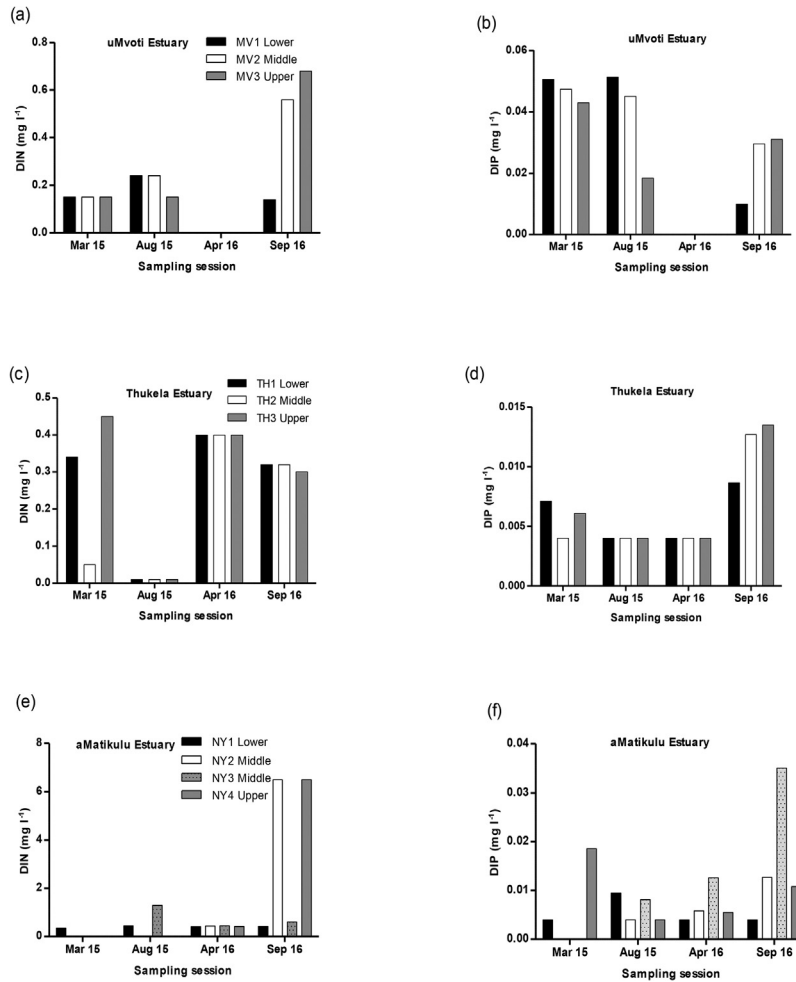 (a)
uMvoti Estuary
MV1 Lower
MV2 Middle
MV3 Upper
DIN (mg l-1)
0.8
0.6
0.4
0.2
0.0
Mar 15 Aug 15 Apr 16 Sep 16
Sampling session
(b)
uMvoti Estuary
DIP (mg l-1)
0.06
0.04
0.02
0.00
Mar 15 Aug 15 Apr 16 Sep 16
Sampling session
(c)
Thukela Estuary
TH1 Lower
TH2 Middle
TH3 Upper
DIN (mg l-1)
0.5
0.4
0.3
0.2
0.1
0.0
Mar 15 Aug 15 Apr 16 Sep 16
Sampling session
(d)
Thukela Estuary
DIP (mg l-1)
0.015
0.010
0.005
0.000
Mar 15 Aug 15 Apr 16 Sep 16
Sampling session
(e)
aMatikulu Estuary
NY1 Lower
NY2 Middle
NY3 Middle
NY4 Upper
DIN (mg l-1)
8
6
4
2
0
Mar 15 Aug 15 Apr 16 Sep 16
Sampling session
(f)
aMatikulu Estuary
DIP (mg l-1)
0.04
0.03
0.02
0.01
0.00
Mar 15 Aug 15 Apr 16 Sep 16
Sampling session